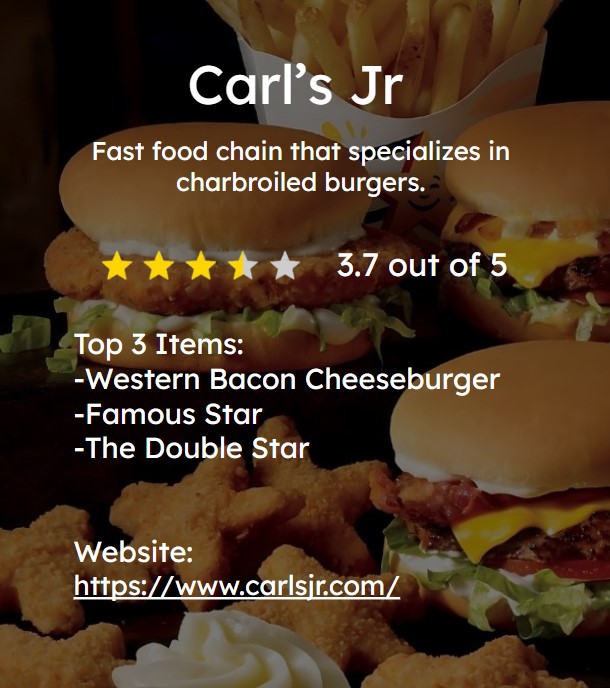 Carl’s Jr
Fast food chain that specializes in
charbroiled burgers.
3.7 out of 5
Top 3 Items:
-Western Bacon Cheeseburger
-Famous Star
-The Double Star
Website:
https://www.carlsjr.com/